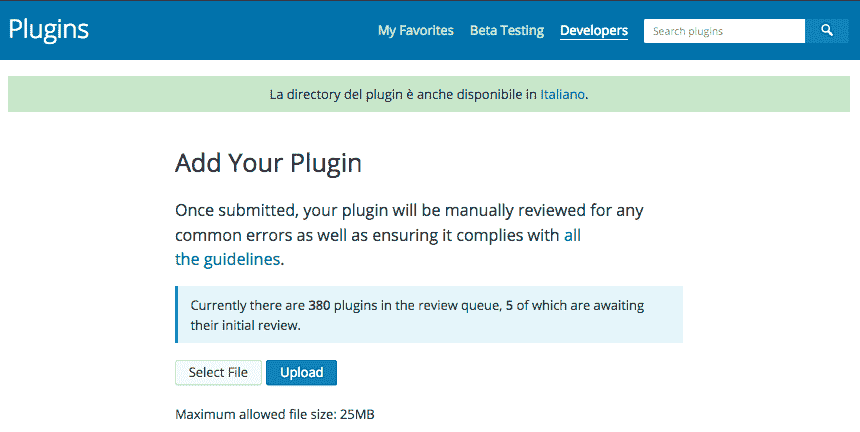 Plugins
My Favorites Beta Testing Developers Search plugins
La directory del plugin è anche disponibile in Italiano.
Add Your Plugin
Once submitted, your plugin will be manually reviewed for any
common errors as well as ensuring it complies with all
the guidelines.
Currently there are 380 plugins in the review queue, 5 of which are awaiting
their initial review.
Select File Upload
Maximum allowed file size: 25MB